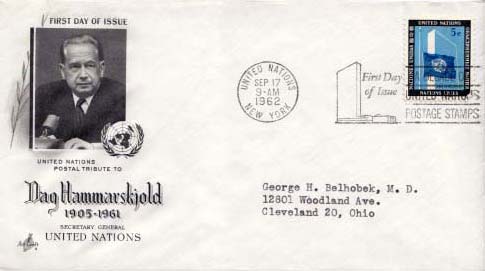 FIRST DAY OF ISSUE
UNITED NATIONS
POSTAL TRIBUTE TO
Dag Hammarskjold
1905-1961
SECRETARY GENERAL
UNITED NATIONS
UNITED NATIONS
SEP 17
9-AM
1962
NEW YORK
First Day
of Issue
UNITED NATIONS
5c
UNITED NATIONS
POSTAGE STAMPS
George H. Belhobek, M. D.
12801 Woodland Ave.
Cleveland 20, Ohio